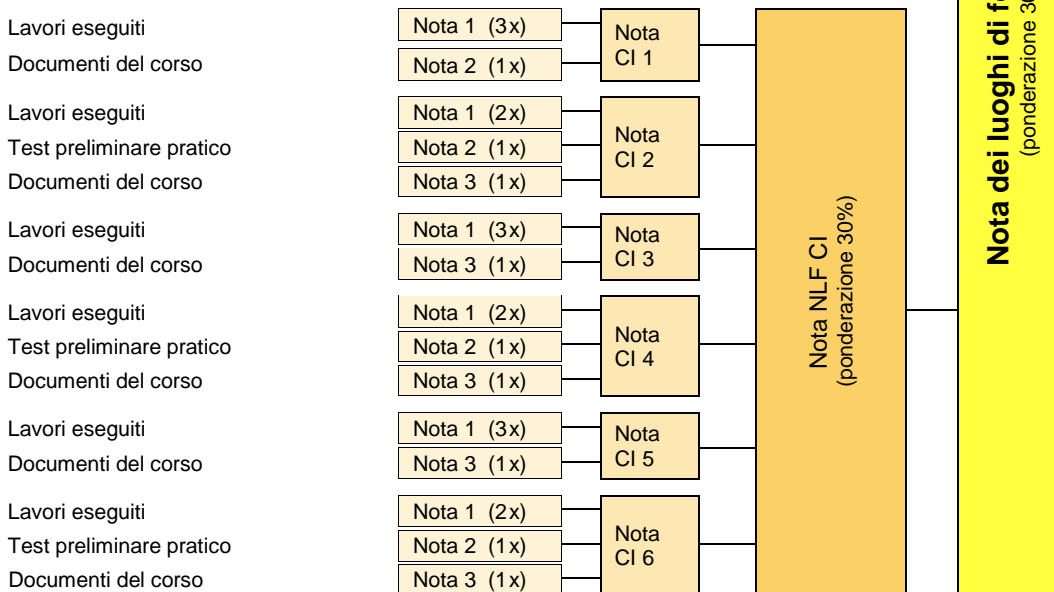 Lavori eseguiti
Nota 1 (3x)
Documenti del corso
Nota 2 (1x)
Nota
CI 1
Lavori eseguiti
Nota 1 (2x)
Test preliminare pratico
Nota 2 (1x)
Documenti del corso
Nota 3 (1x)
Nota
CI 2
Lavori eseguiti
Nota 1 (3x)
Documenti del corso
Nota 3 (1x)
Nota
CI 3
Lavori eseguiti
Nota 1 (2x)
Test preliminare pratico
Nota 2 (1x)
Documenti del corso
Nota 3 (1x)
Nota
CI 4
Lavori eseguiti
Nota 1 (3x)
Documenti del corso
Nota 3 (1x)
Nota
CI 5
Lavori eseguiti
Nota 1 (2x)
Test preliminare pratico
Nota 2 (1x)
Documenti del corso
Nota 3 (1x)
Nota
CI 6
Nota NLF CI
(ponderazione 30%)
Nota dei luoghi di
(ponderazione